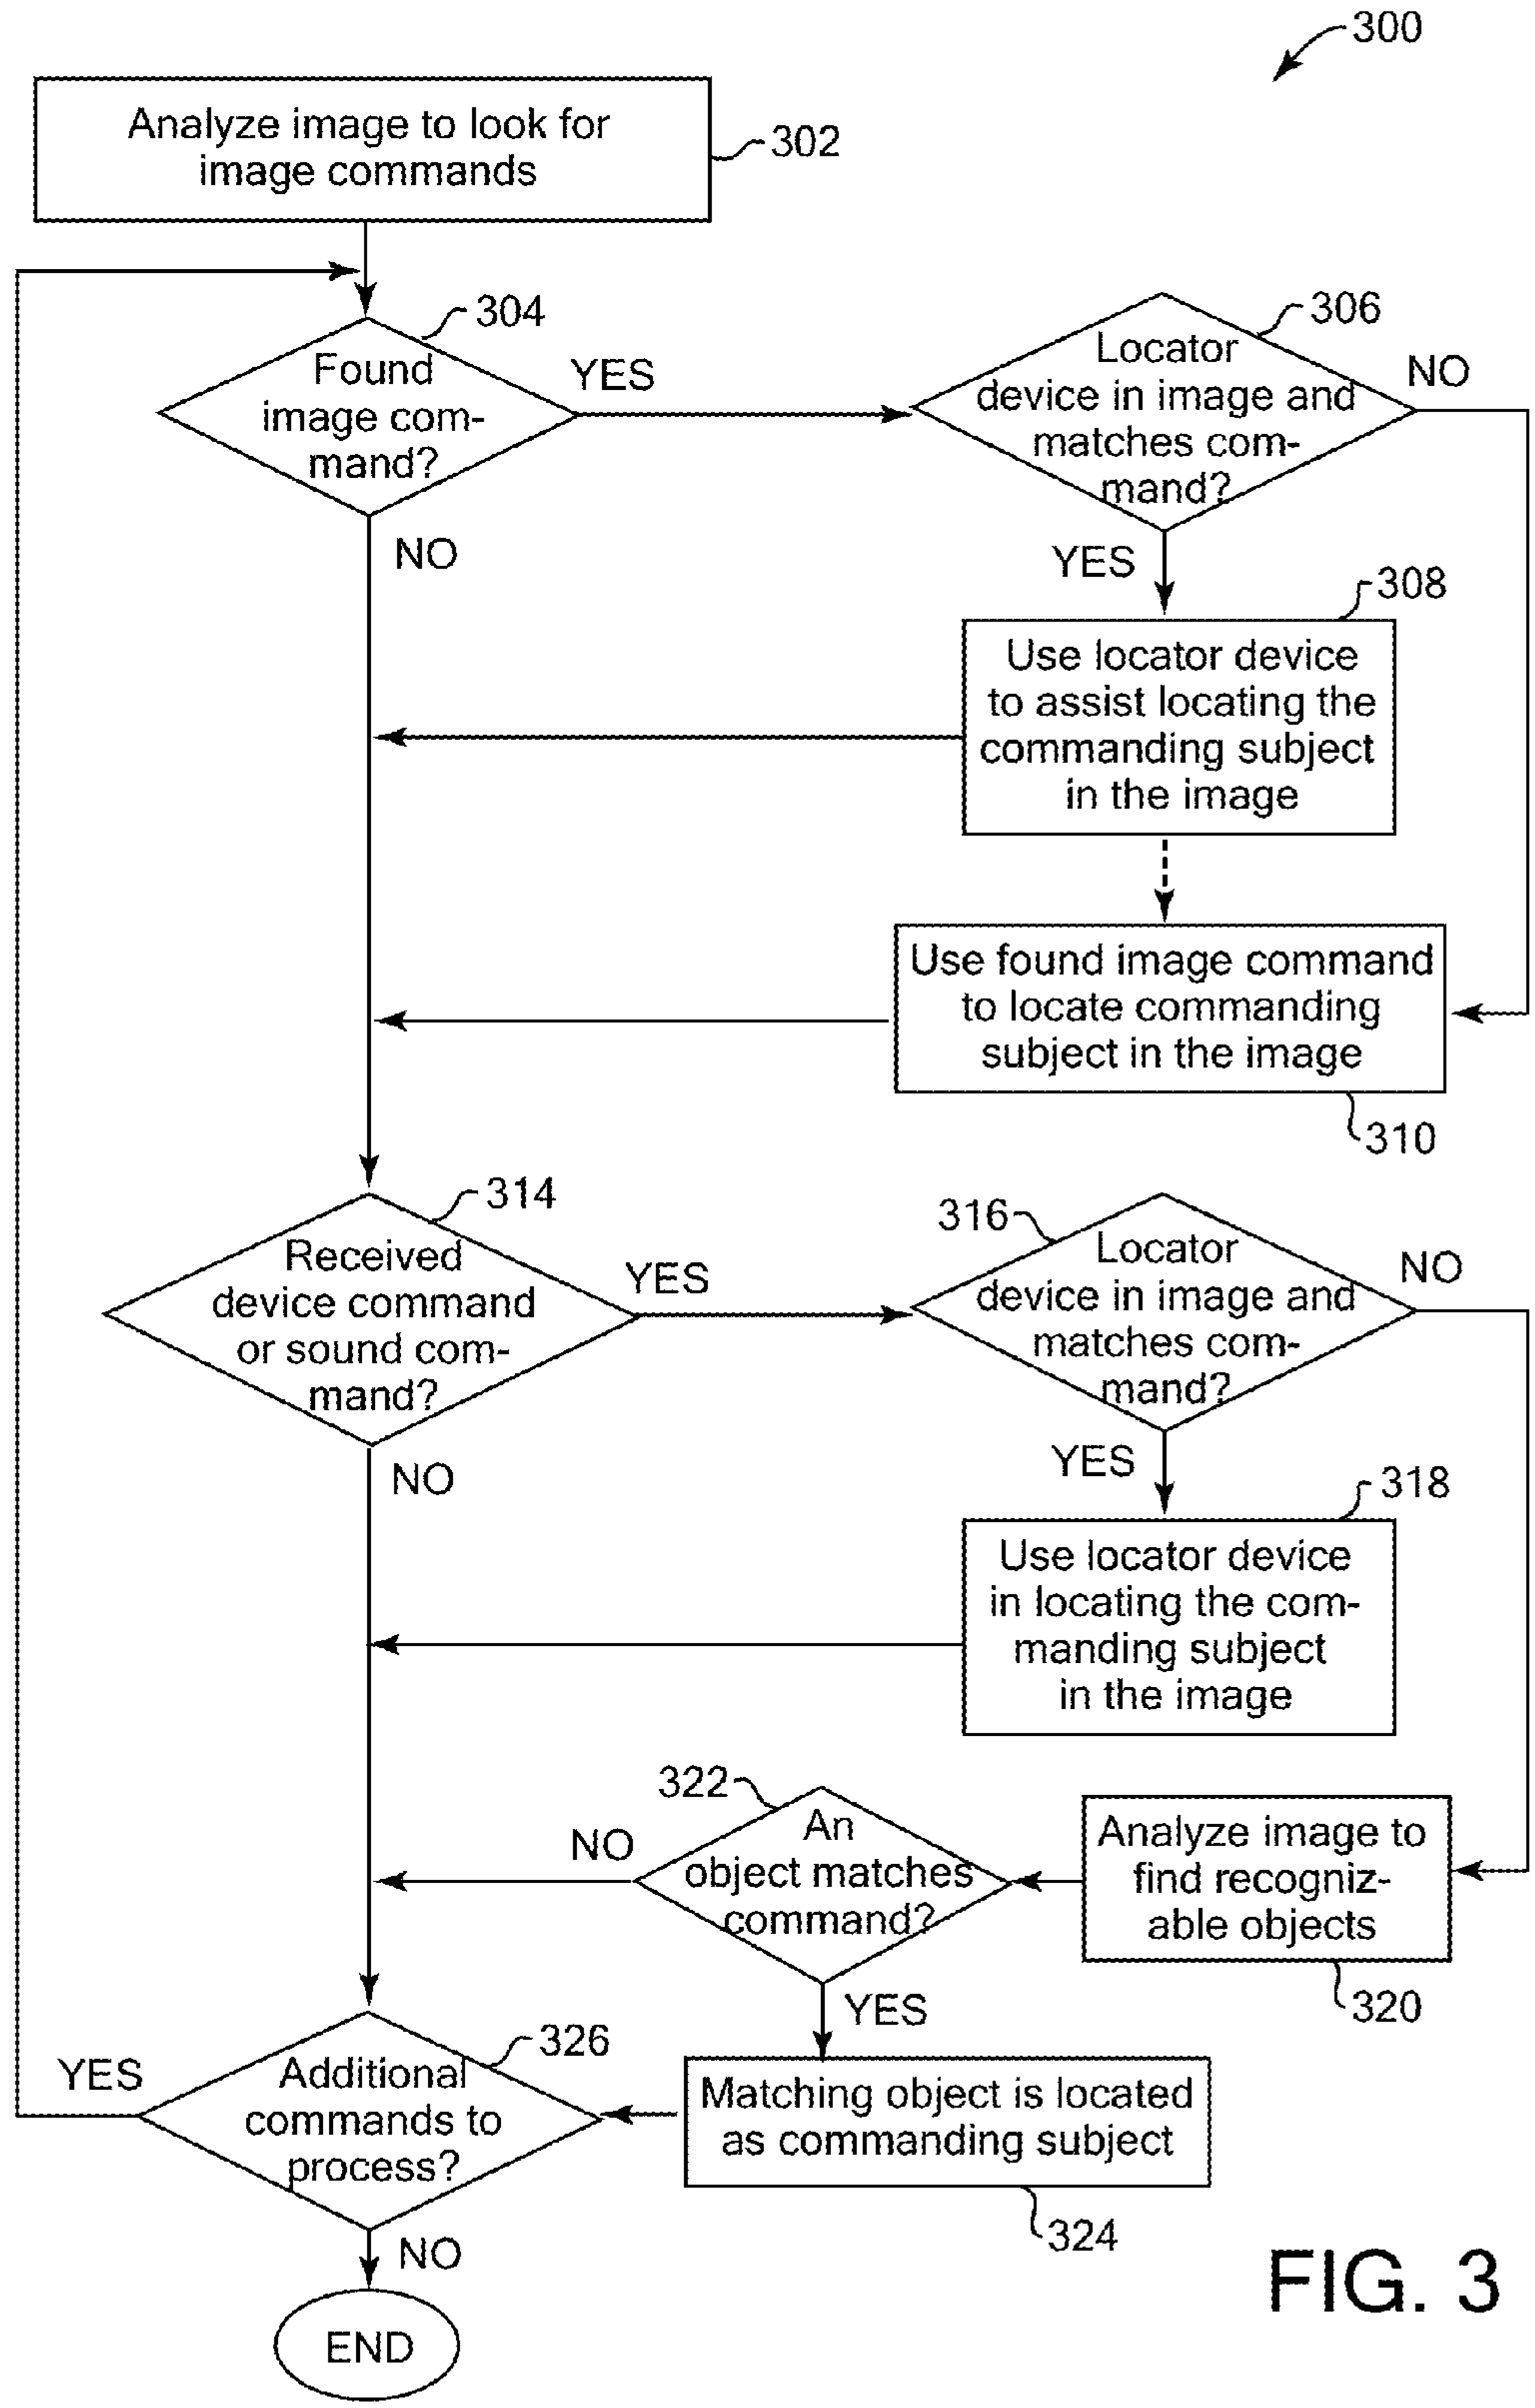 300
Analyze image to look for
image commands
302
304
Found
image com-
mand?
YES
NO
306
Locator
device in image and
matches com-
mand?
NO
YES
308
Use locator device
to assist locating the
commanding subject
in the image
Use found image command
to locate commanding
subject in the image
310
314
Received
device command
or sound com-
mand?
YES
NO
316
Locator
device in image and
matches com-
mand?
NO
YES
318
Use locator device
in locating the com-
manding subject
in the image
322
An
object matches
command?
NO
YES
Analyze image to
find recogniz-
able objects
320
326
Additional
commands to
process?
YES
NO
Matching object is located
as commanding subject
324
END
FIG. 3